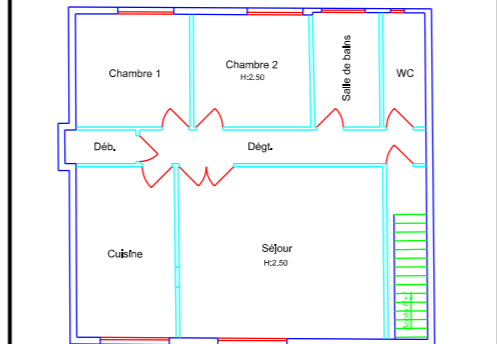 Chambre 1
Chambre 2
H:2.50
Salle de bains
WC
Déb.
Dégt.
Cuisine
Séjour
H:2.50